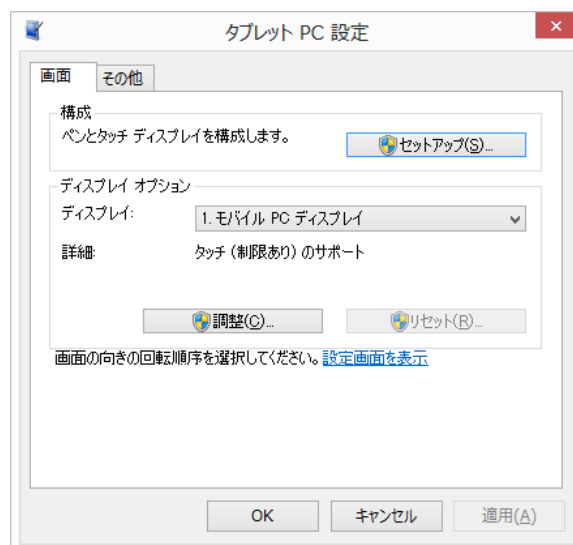 タブレット PC 設定
画面
その他
構成
ペンとタッチ ディスプレイを構成します。
セットアップ(S)...
ディスプレイ オプション
ディスプレイ:
1. モバイル PC ディスプレイ
詳細:
タッチ (制限あり) のサポート
調整(C)...
リセット(R)...
画面の向きの回転順序を選択してください。設定画面を表示
OK
キャンセル
適用(A)